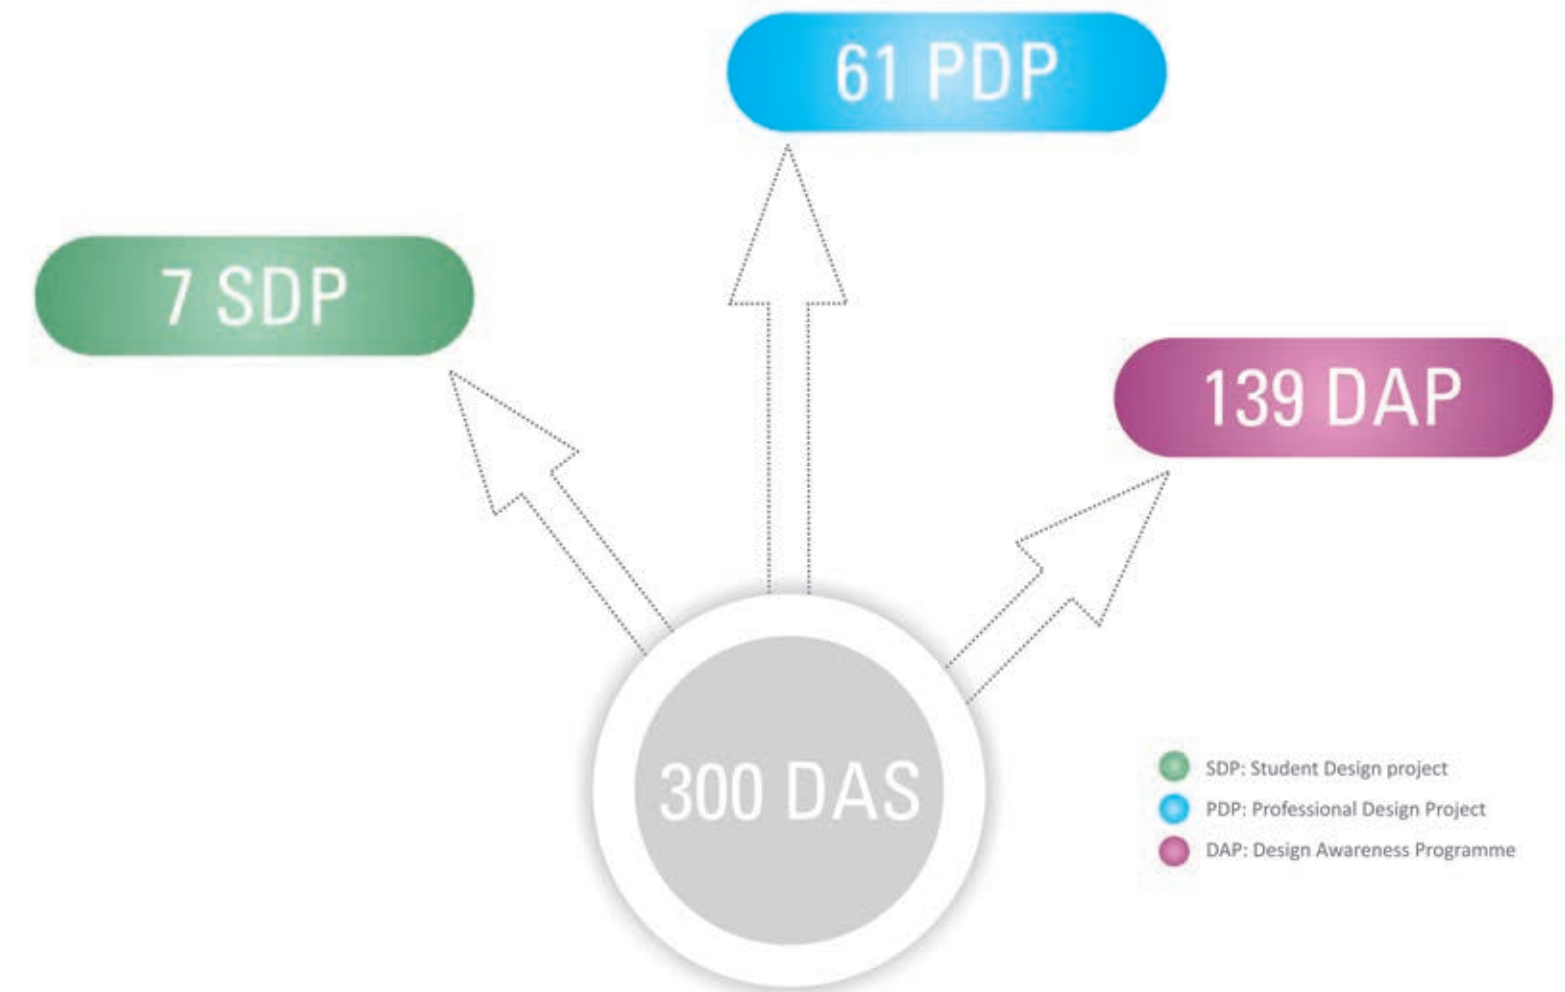 61 PDP
7 SDP
139 DAP
300 DAS
SDP: Student Design project
PDP: Professional Design Project
DAP: Design Awareness Programme